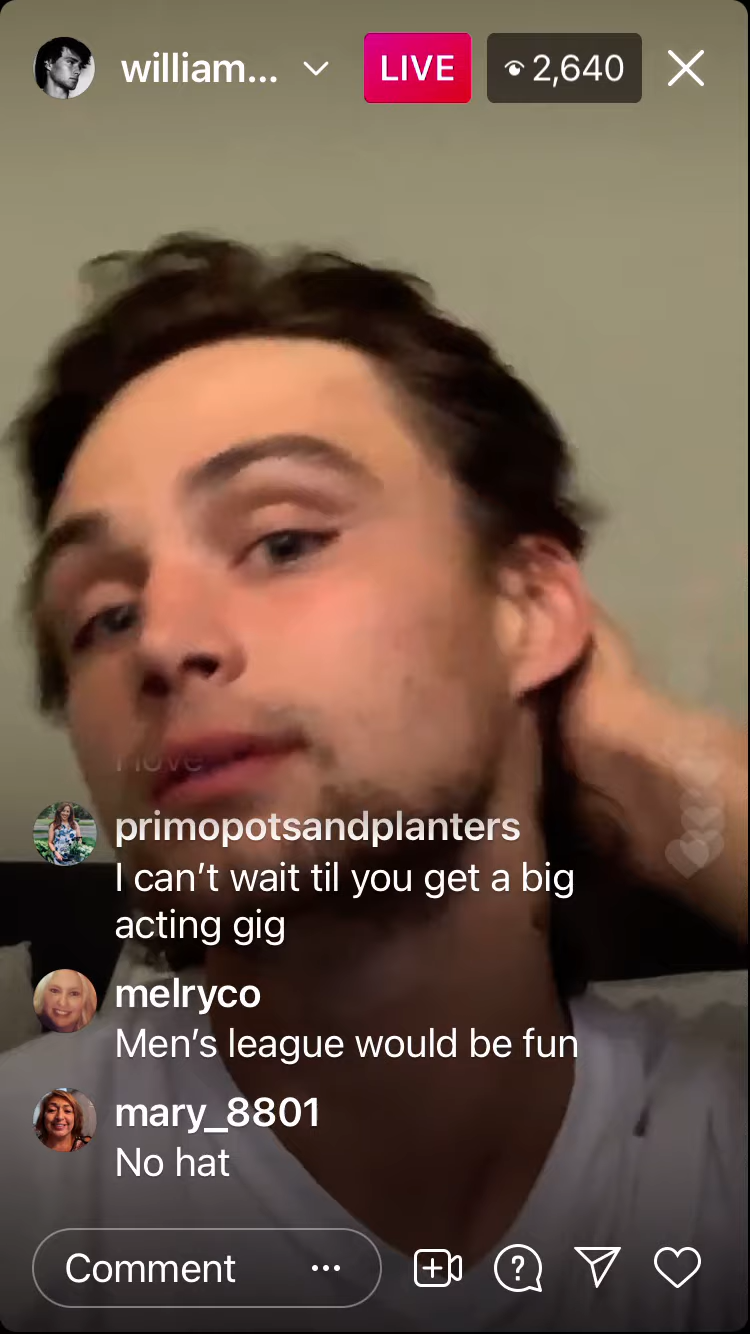 william...
LIVE
2,640
I love
primopotsandplanters
I can’t wait til you get a big
acting gig
melryco
Men’s league would be fun
mary_8801
No hat
Comment